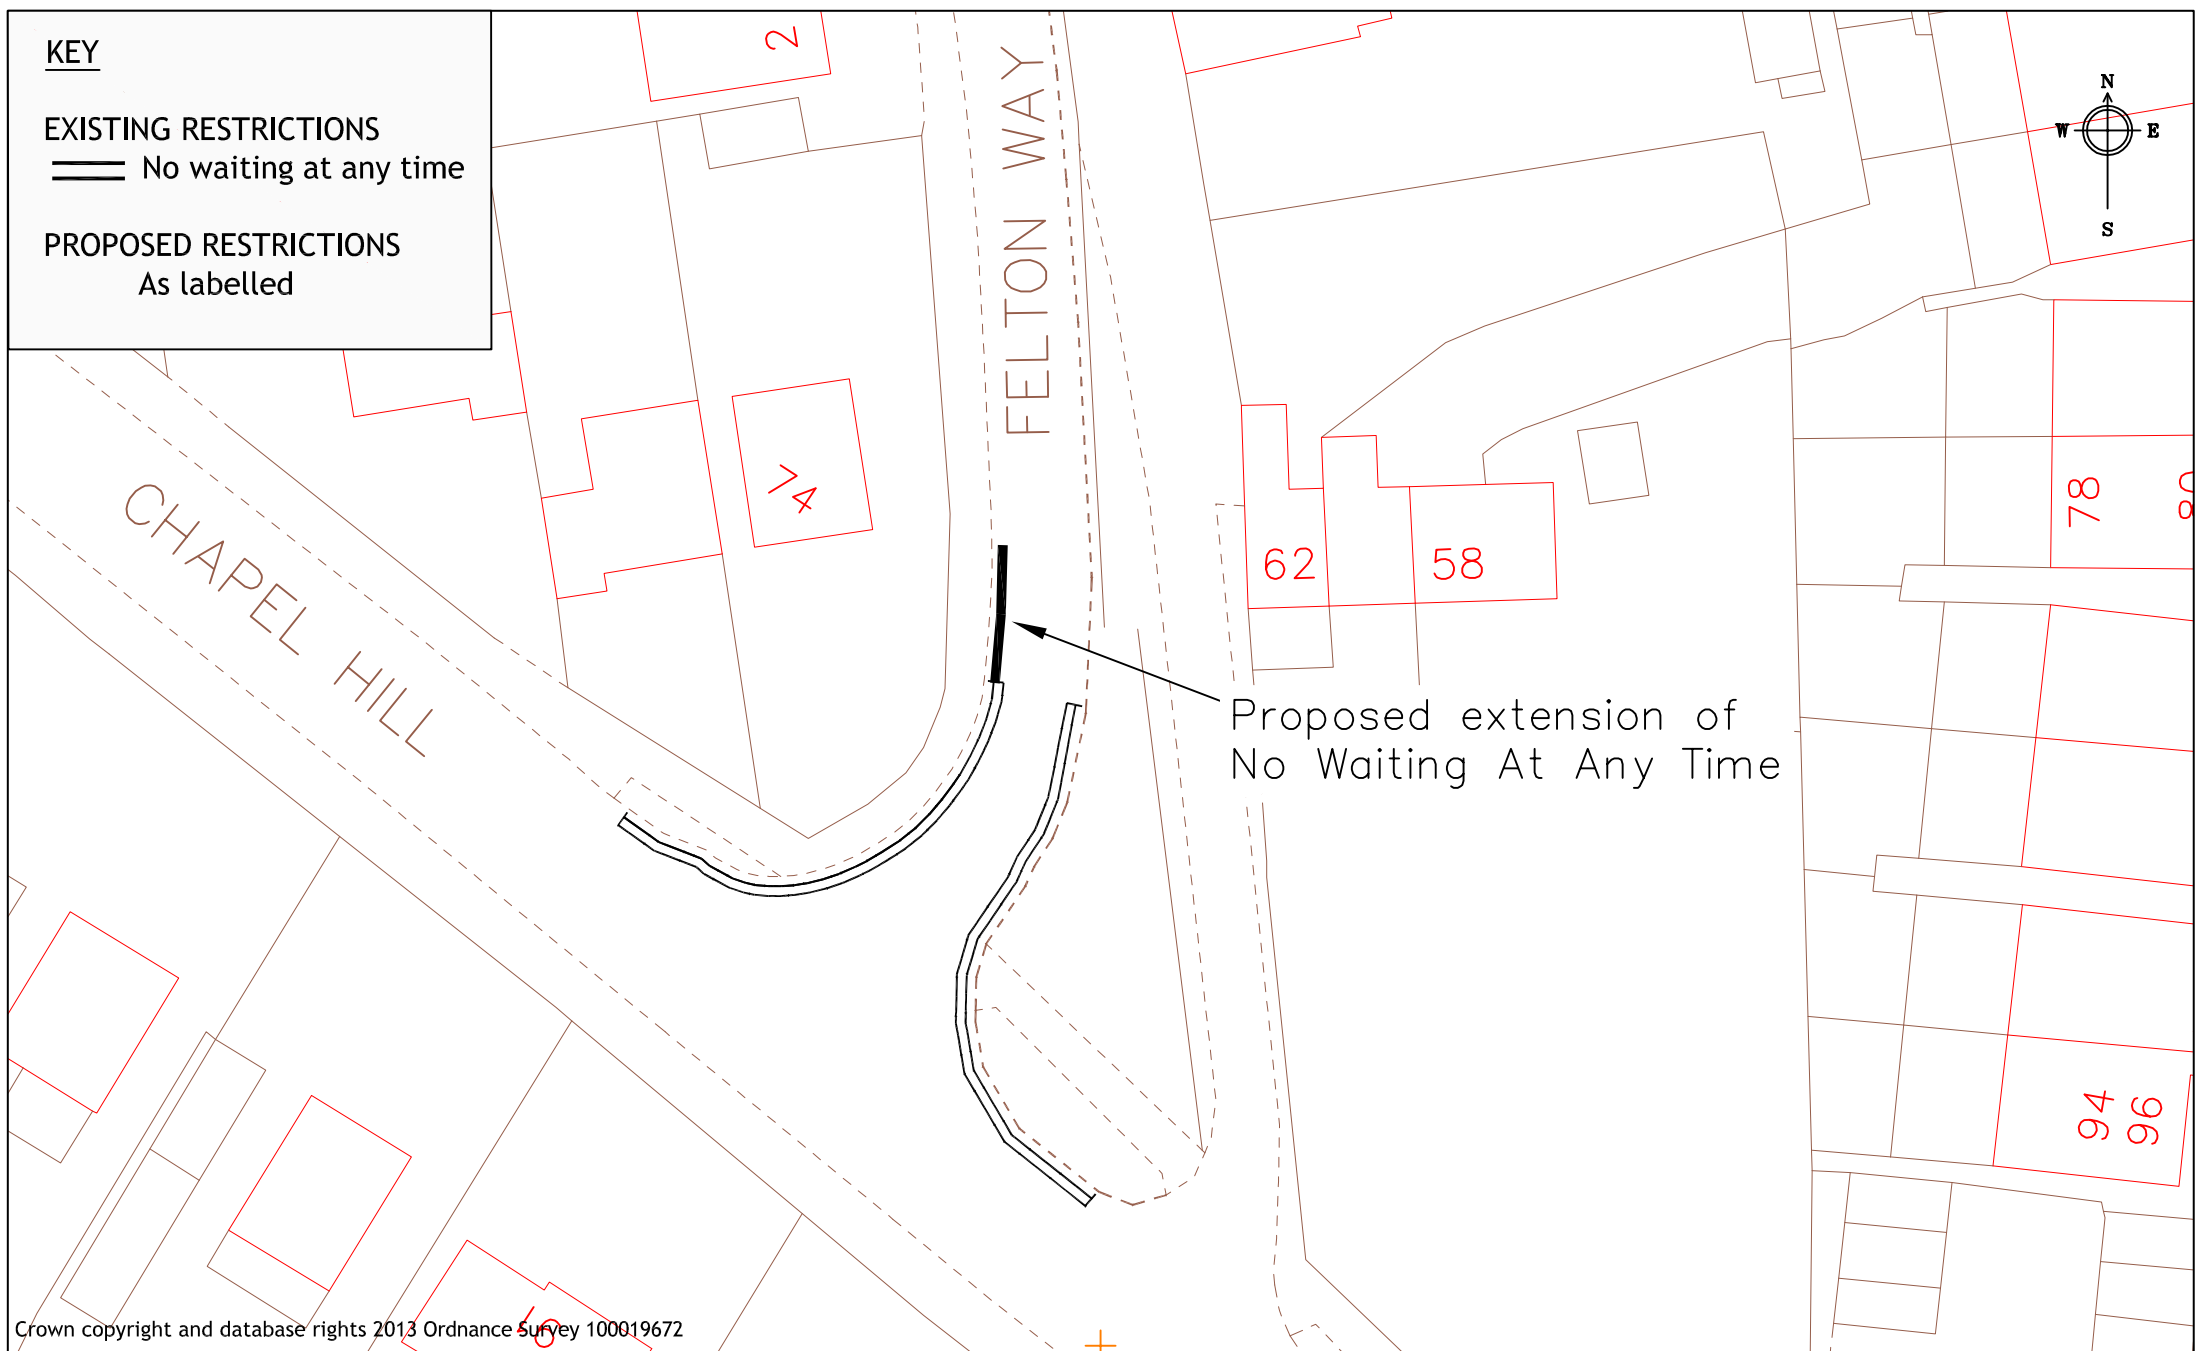 KEY
EXISTING RESTRICTIONS
No waiting at any time
PROPOSED RESTRICTIONS
As labelled
2
FELTON WAY
N
W E
S
74
CHAPEL HILL
62
58
78
Proposed extension of
No Waiting At Any Time
94
96
Crown copyright and database rights 2013 Ordnance Survey 100019672